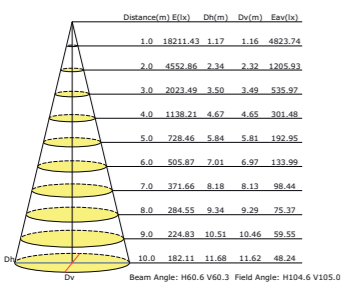 Distance(m) E(lx) Dh(m) Dv(m) Eav(lx)
1.0 18211.43 1.17 1.16 4823.74
2.0 4552.86 2.34 2.32 1205.93
3.0 2023.49 3.50 3.49 535.97
4.0 1138.21 4.67 4.65 301.48
5.0 728.46 5.84 5.81 192.95
6.0 505.87 7.01 6.97 133.99
7.0 371.66 8.18 8.13 98.44
8.0 284.55 9.34 9.29 75.37
9.0 224.83 10.51 10.46 59.55
Dh 10.0 182.11 11.68 11.62 48.24
Dv Beam Angle: H60.6 V60.3 Field Angle: H104.6 V105.0